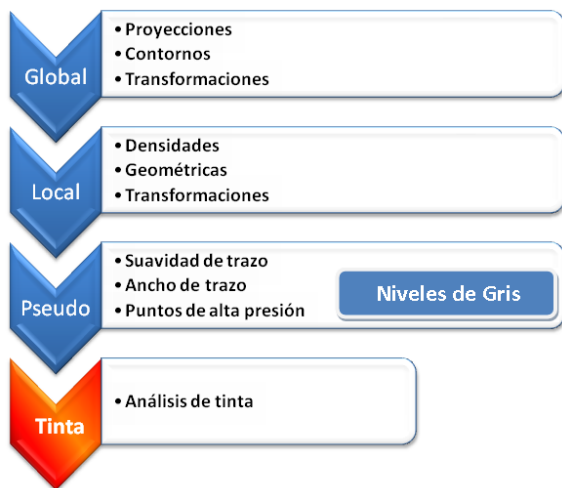 Global
• Proyecciones
• Contornos
• Transformaciones
Local
• Densidades
• Geométricas
• Transformaciones
Pseudo
• Suavidad de trazo
• Ancho de trazo
• Puntos de alta presión
Niveles de Gris
Tinta
• Análisis de tinta